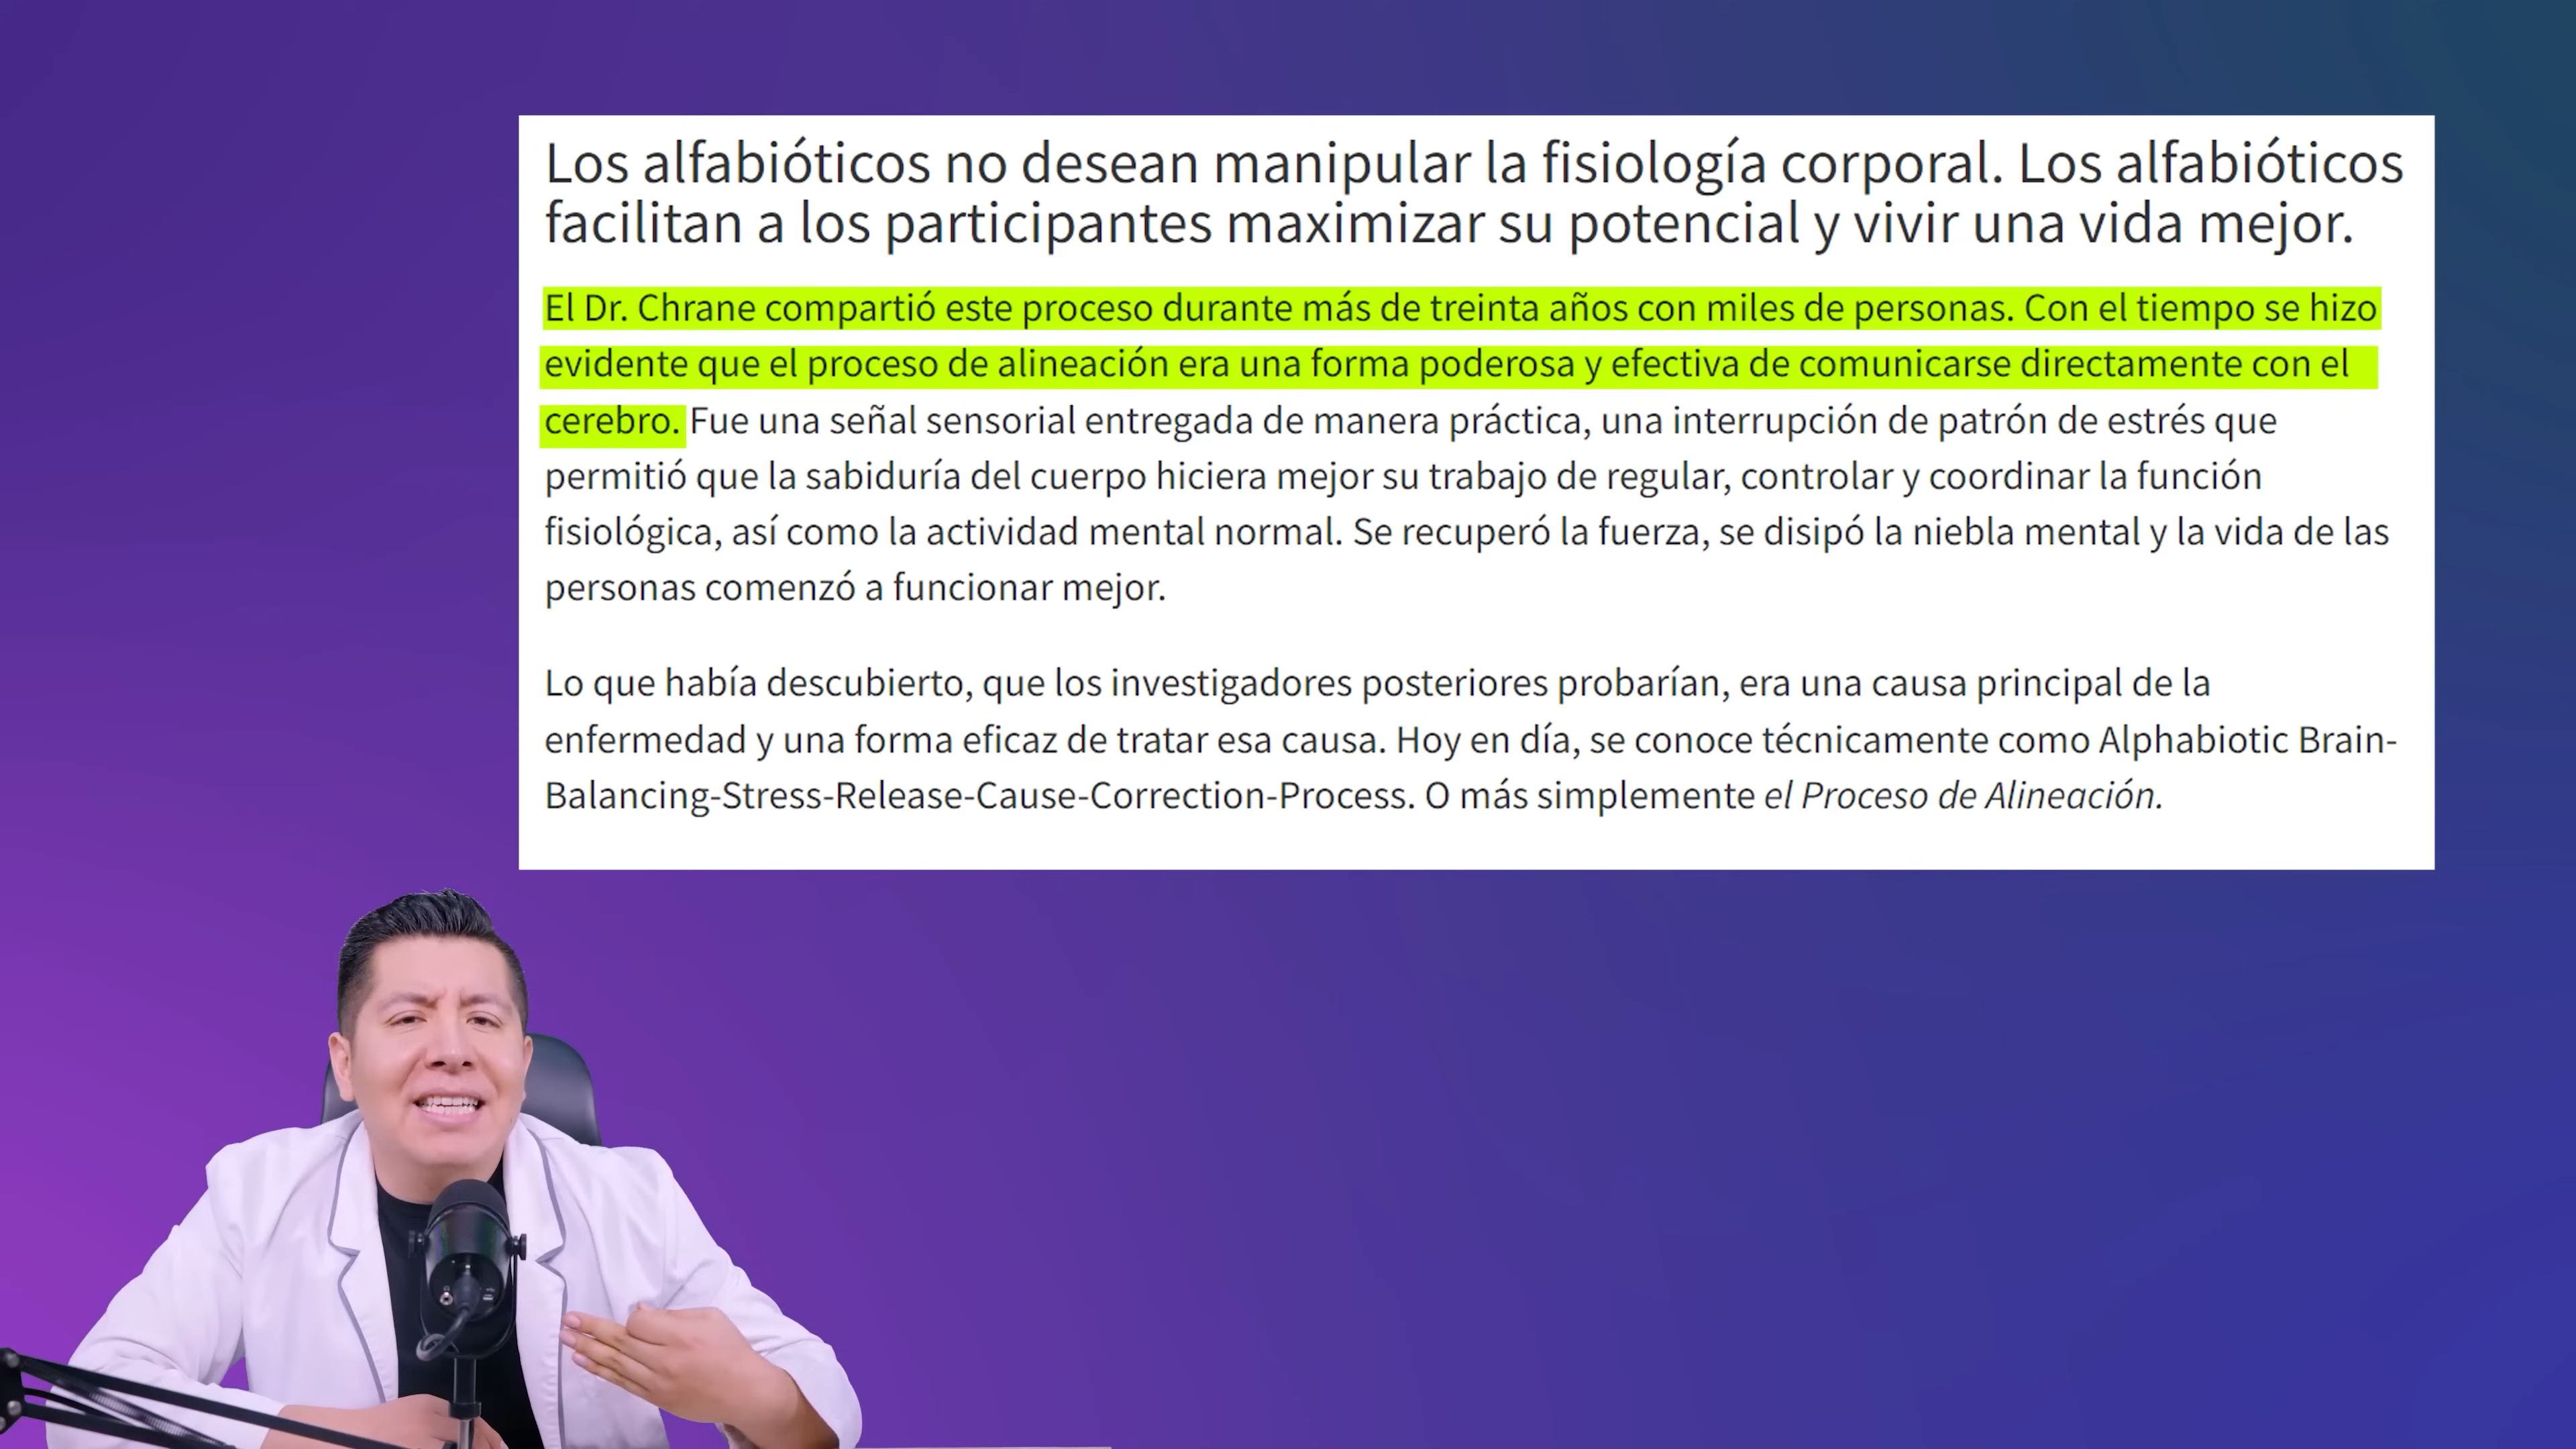 Los alfabióticos no desean manipular la fisiología corporal. Los alfabióticos
facilitan a los participantes maximizar su potencial y vivir una vida mejor.
El Dr. Chrane compartió este proceso durante más de treinta años con miles de personas. Con el tiempo se hizo
evidente que el proceso de alineación era una forma poderosa y efectiva de comunicarse directamente con el
cerebro. Fue una señal sensorial entregada de manera práctica, una interrupción de patrón de estrés que
permitió que la sabiduría del cuerpo hiciera mejor su trabajo de regular, controlar y coordinar la función
fisiológica, así como la actividad mental normal. Se recuperó la fuerza, se disipó la niebla mental y la vida de las
personas comenzó a funcionar mejor.
Lo que había descubierto, que los investigadores posteriores probarían, era una causa principal de la
enfermedad y una forma eficaz de tratar esa causa. Hoy en día, se conoce técnicamente como Alphabiotic Brain-
Balancing-Stress-Release-Cause-Correction-Process. O más simplemente el Proceso de Alineación.